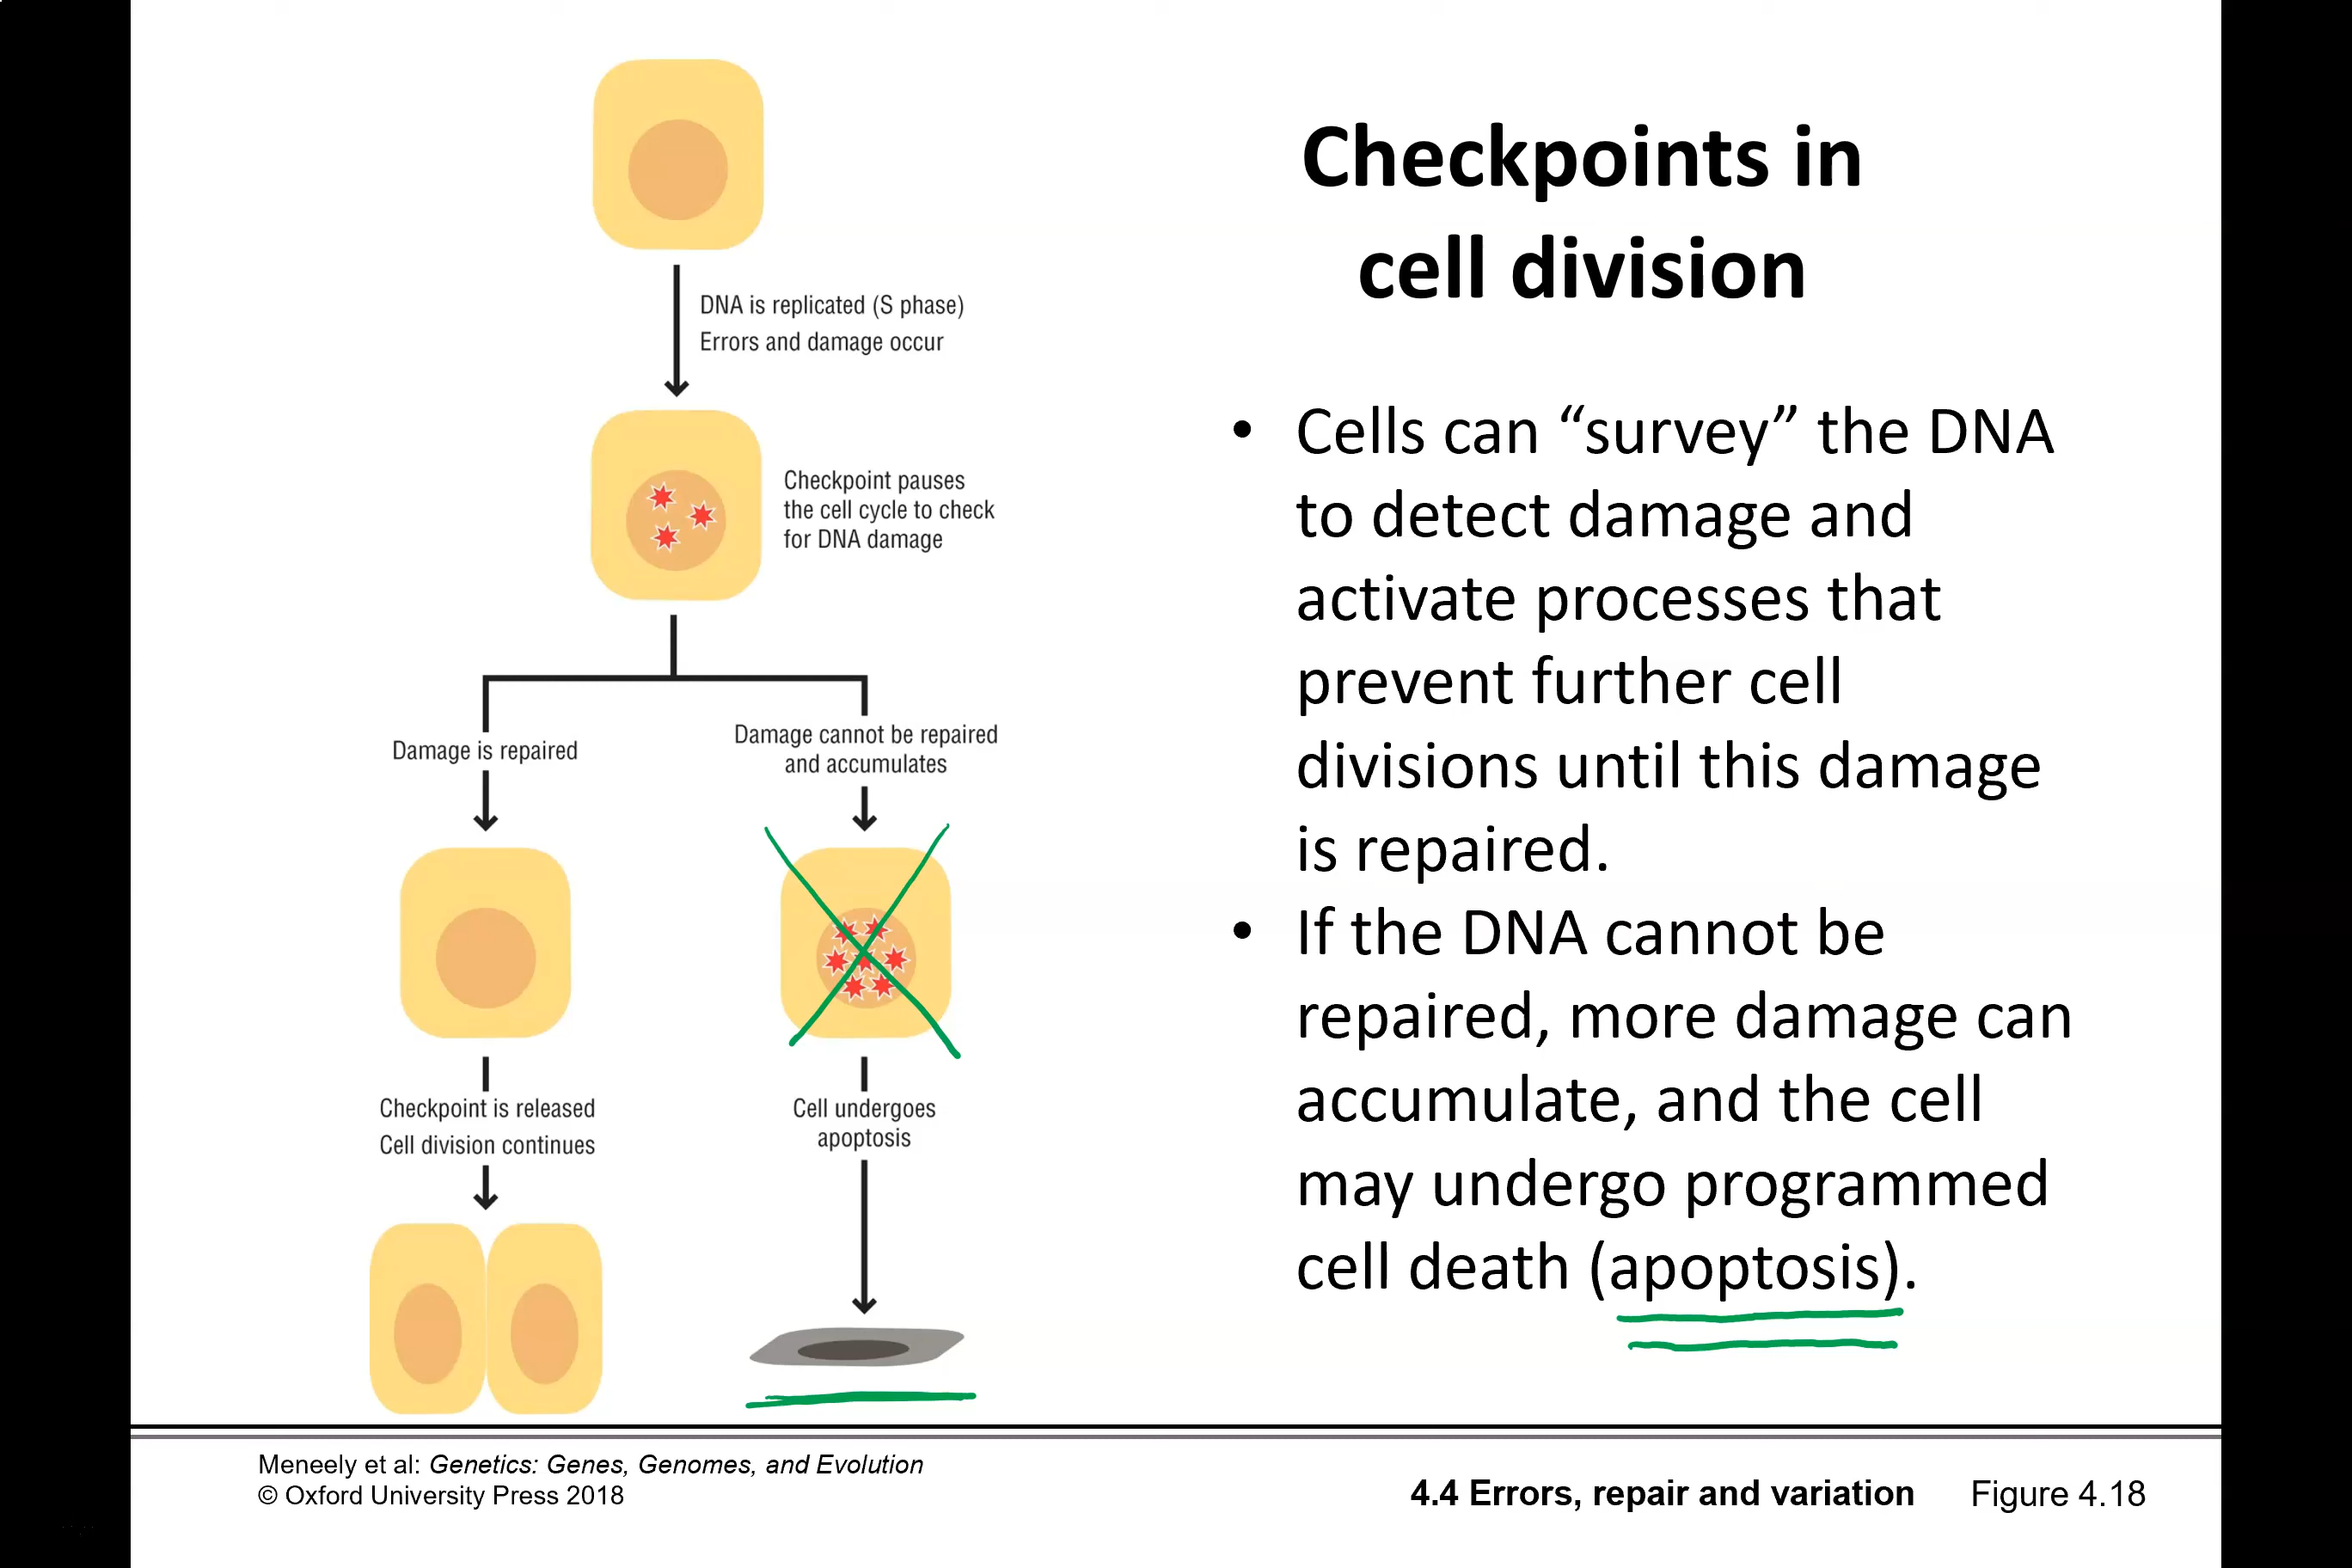 Checkpoints in
cell division
DNA is replicated (S phase)
Errors and damage occur
Checkpoint pauses
the cell cycle to check
for DNA damage
Damage is repaired
Damage cannot be repaired
and accumulates
Checkpoint is released
Cell division continues
Cell undergoes
apoptosis
• Cells can “survey” the DNA
to detect damage and
activate processes that
prevent further cell
divisions until this damage
is repaired.
• If the DNA cannot be
repaired, more damage can
accumulate, and the cell
may undergo programmed
cell death (apoptosis).
Meneely et al: Genetics: Genes, Genomes, and Evolution
© Oxford University Press 2018
4.4 Errors, repair and variation Figure 4.18